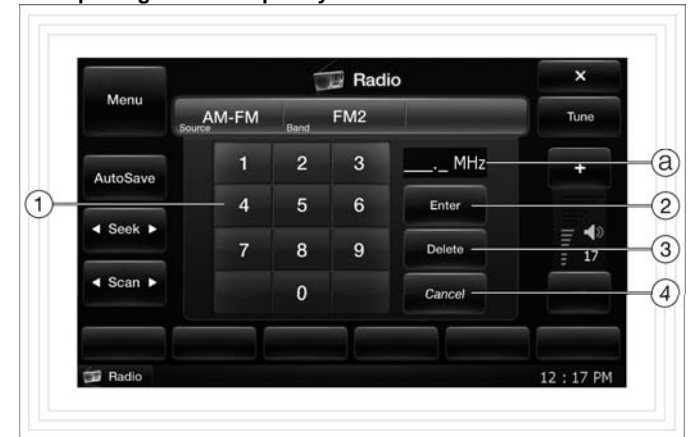 Radio
×
Menu
AM-FM
Source
FM2
Band
Tune
1 2 3
___._ MHz
a
+
AutoSave
1
4 5 6
Enter
2
◄ Seek ►
7 8 9
Delete
3
17
◄ Scan ►
0
Cancel
4
Radio
12 : 17 PM